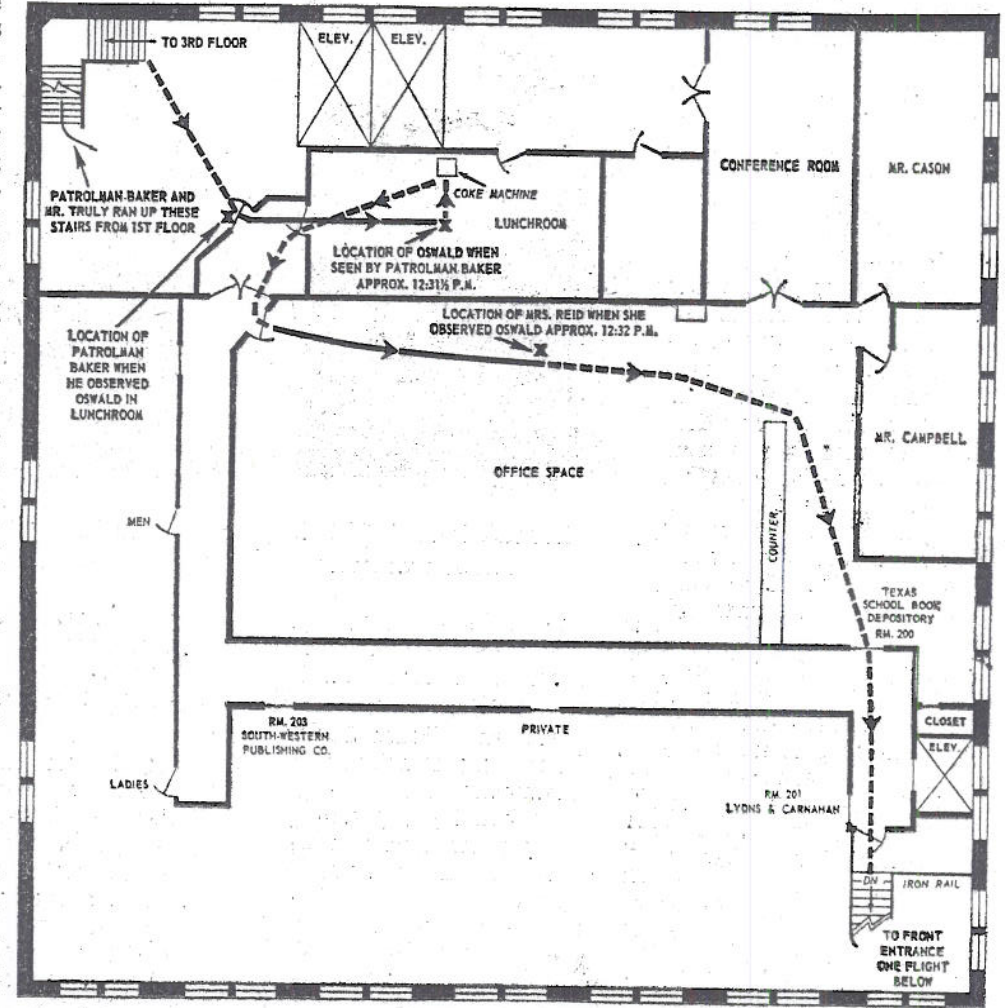 TO 3RD FLOOR
ELEV.
ELEV.
PATROLMAN BAKER AND
MR. TRULY RAN UP THESE
STAIRS FROM 1ST FLOOR
COKE MACHINE
LUNCHROOM
LOCATION OF OSWALD WHEN
SEEN BY PATROLMAN BAKER
APPROX. 12:31½ P.M.
CONFERENCE ROOM
MR. CASON
LOCATION OF
PATROLMAN
BAKER WHEN
HE OBSERVED
OSWALD IN
LUNCHROOM
LOCATION OF MRS. REID WHEN SHE
OBSERVED OSWALD APPROX. 12:32 P.M.
MR. CAMPBELL
OFFICE SPACE
COUNTER
MEN
TEXAS
SCHOOL BOOK
DEPOSITORY
RM. 200
RM. 203
SOUTH-WESTERN
PUBLISHING CO.
PRIVATE
CLOSET
ELEV.
LADIES
RM. 201
LYONS & CARNAHAN
DN
IRON RAIL
TO FRONT
ENTRANCE
ONE FLIGHT
BELOW